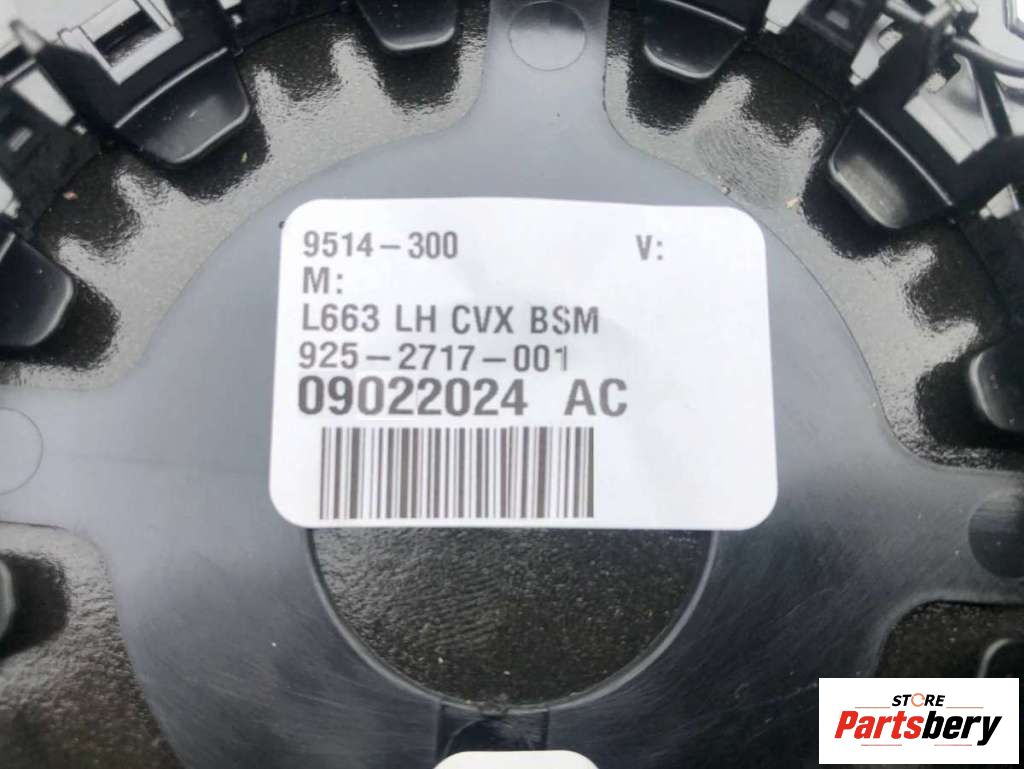 9514-300 V:
M:
L663 LH CVX BSM
925-2717-001
09022024 AC
STORE
Partsbery